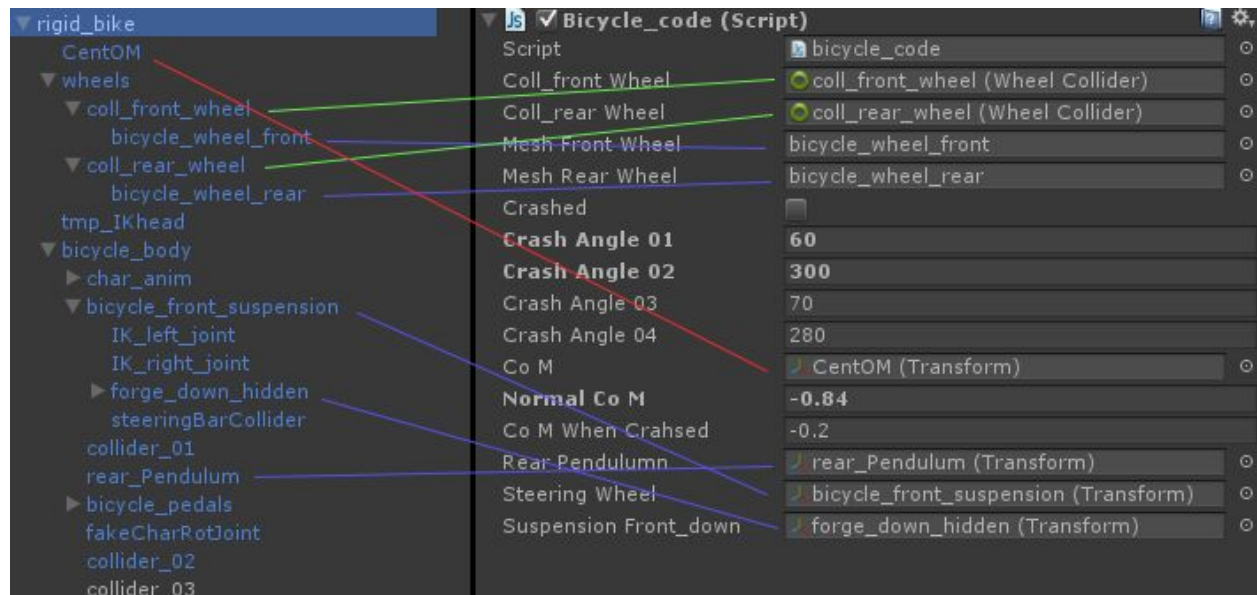 rigid_bike
CentOM
wheels
coll_front_wheel
bicycle_wheel_front
coll_rear_wheel
bicycle_wheel_rear
tmp_IKhead
bicycle_body
char_anim
bicycle_front_suspension
IK_left_joint
IK_right_joint
forge_down_hidden
steeringBarCollider
collider_01
rear_Pendulum
bicycle_pedals
fakeCharRotJoint
collider_02
collider_03
Js Bicycle_code (Script)
Script bicycle_code
Coll_front Wheel coll_front_wheel (Wheel Collider)
Coll_rear Wheel coll_rear_wheel (Wheel Collider)
Mesh Front Wheel bicycle_wheel_front
Mesh Rear Wheel bicycle_wheel_rear
Crashed
Crash Angle 01 60
Crash Angle 02 300
Crash Angle 03 70
Crash Angle 04 280
Co M CentOM (Transform)
Normal Co M -0.84
Co M When Crahsed -0.2
Rear Pendulumn rear_Pendulum (Transform)
Steering Wheel bicycle_front_suspension (Transform)
Suspension Front_down forge_down_hidden (Transform)